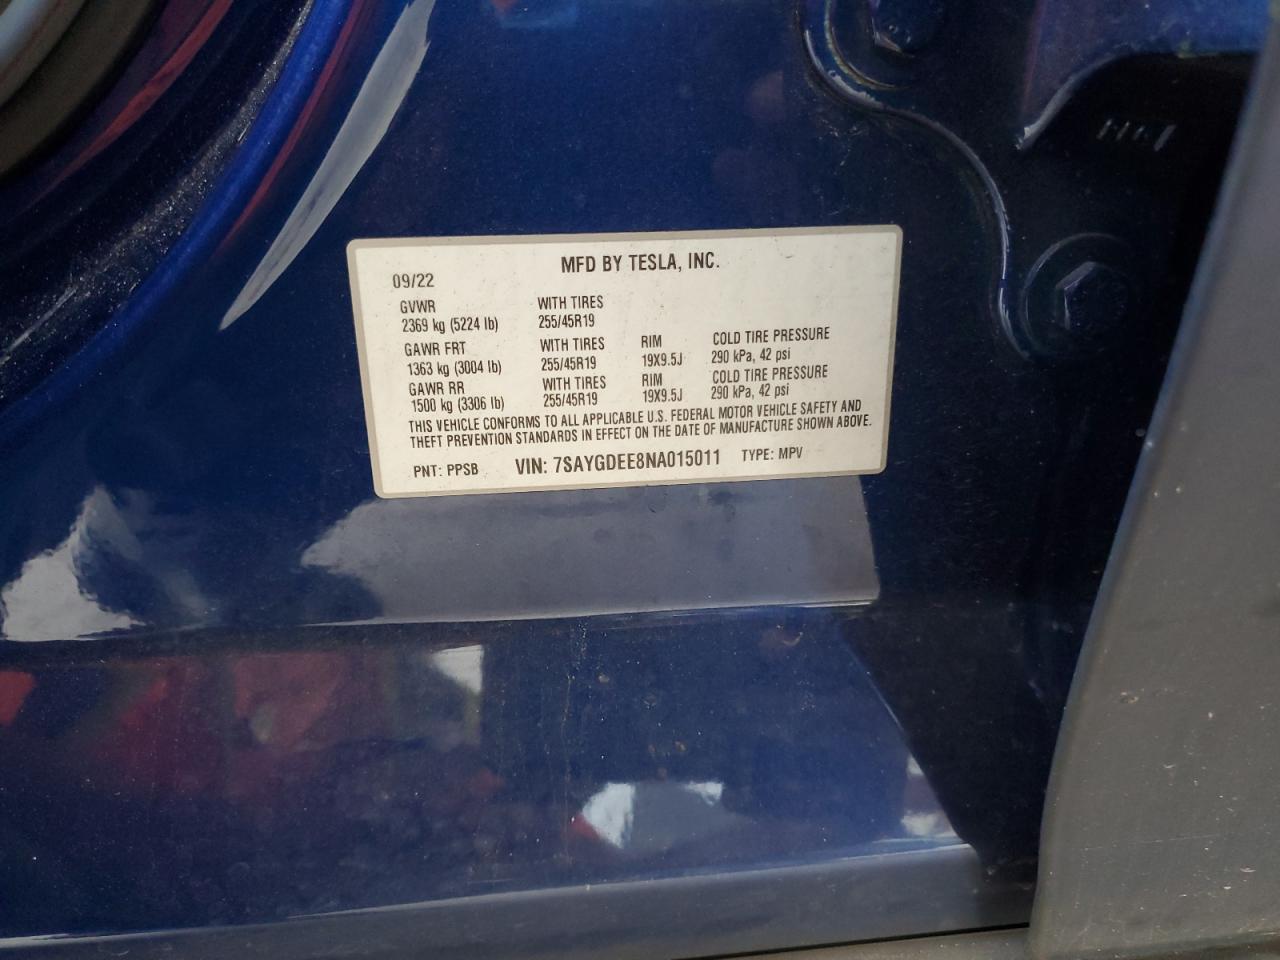 MFD BY TESLA, INC.
09/22
GVWR WITH TIRES
2369 kg (5224 lb) 255/45R19
GAWR FRT WITH TIRES RIM COLD TIRE PRESSURE
1363 kg (3004 lb) 255/45R19 19X9.5J 290 kPa, 42 psi
GAWR RR WITH TIRES RIM COLD TIRE PRESSURE
1500 kg (3306 lb) 255/45R19 19X9.5J 290 kPa, 42 psi
THIS VEHICLE CONFORMS TO ALL APPLICABLE U.S. FEDERAL MOTOR VEHICLE SAFETY AND
THEFT PREVENTION STANDARDS IN EFFECT ON THE DATE OF MANUFACTURE SHOWN ABOVE.
PNT: PPSB VIN: 7SAYGDEE8NA015011 TYPE: MPV